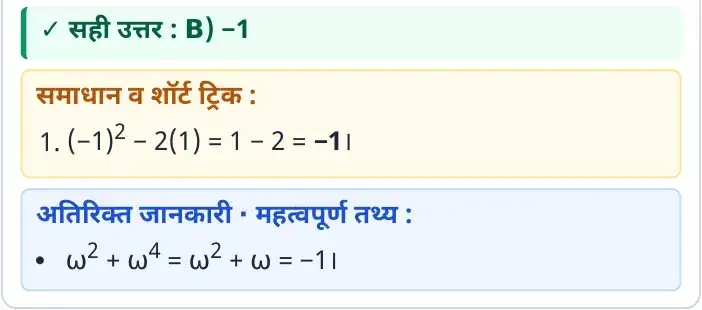 ✓ सही उत्तर : B) −1
समाधान व शॉर्ट ट्रिक :
1. (−1)² − 2(1) = 1 − 2 = −1।
अतिरिक्त जानकारी · महत्वपूर्ण तथ्य :
• ω² + ω⁴ = ω² + ω = −1।